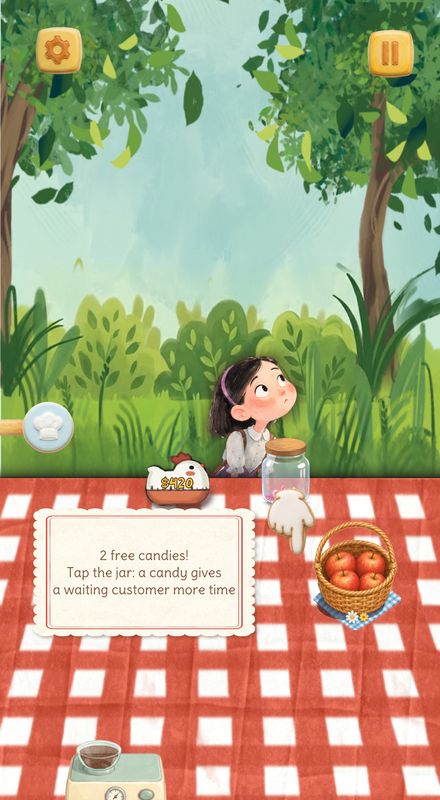 $420
2 free candies!
Tap the jar: a candy gives
a waiting customer more time